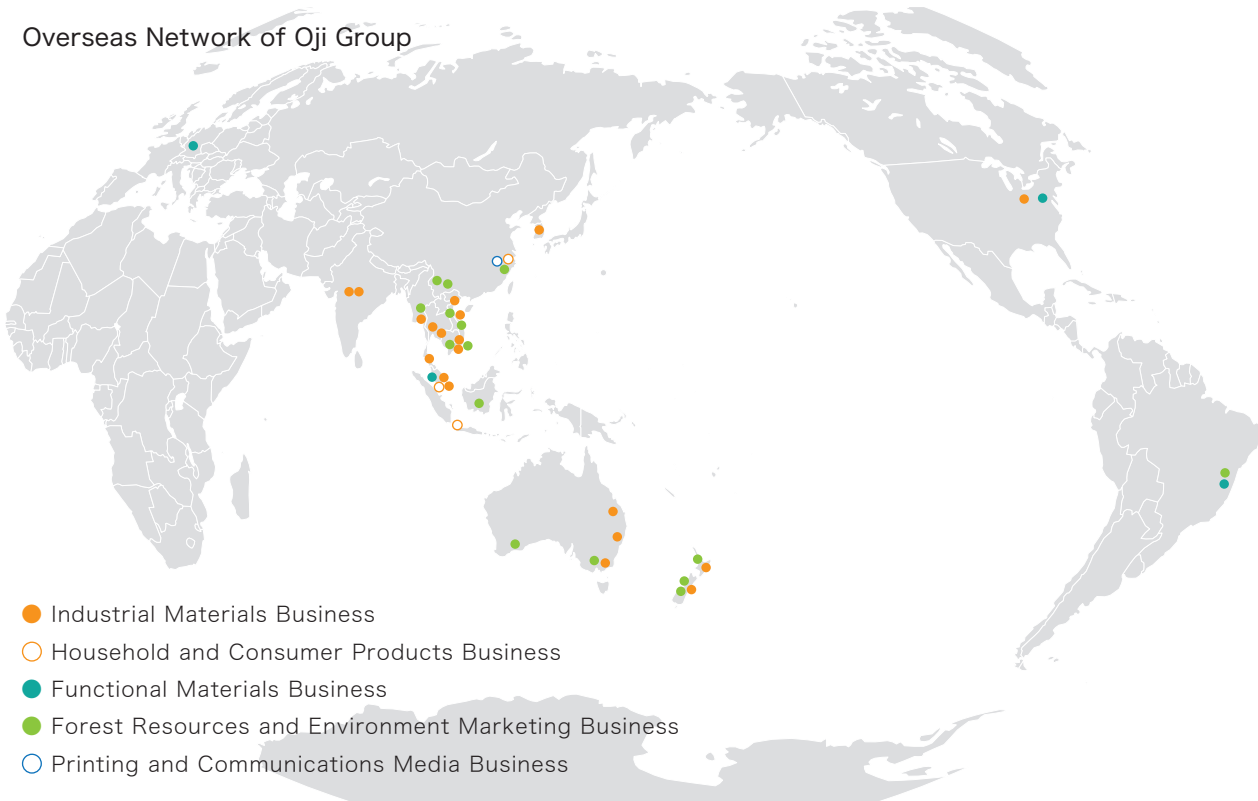 Overseas Network of Oji Group
Industrial Materials Business
Household and Consumer Products Business
Functional Materials Business
Forest Resources and Environment Marketing Business
Printing and Communications Media Business